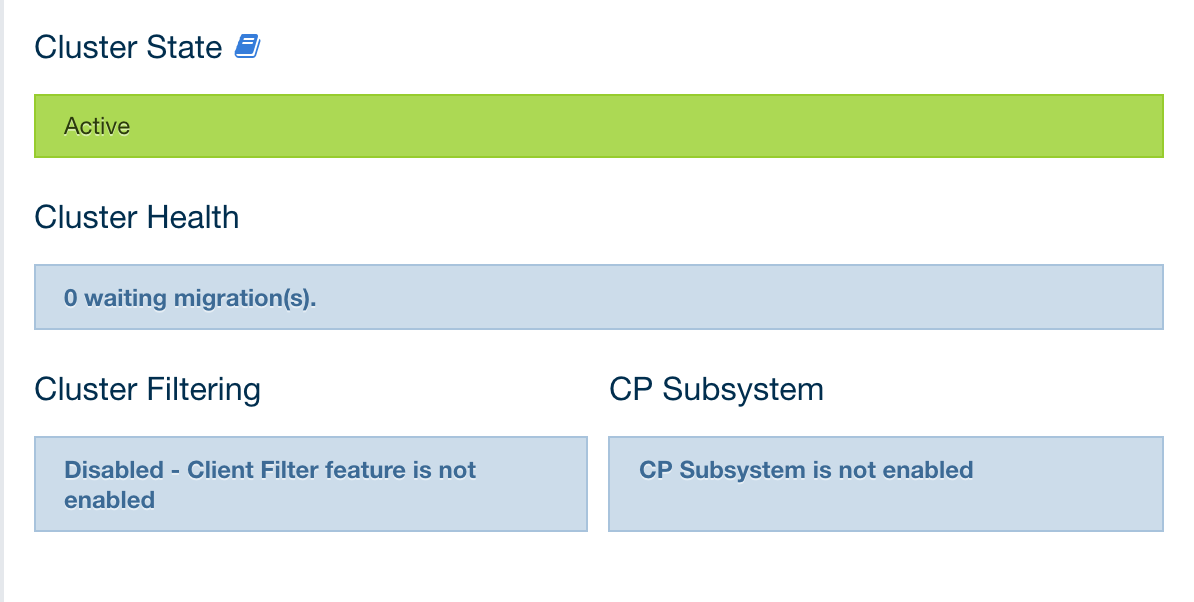 Cluster State
Active
Cluster Health
0 waiting migration(s).
Cluster Filtering
Disabled - Client Filter feature is not
enabled
CP Subsystem
CP Subsystem is not enabled